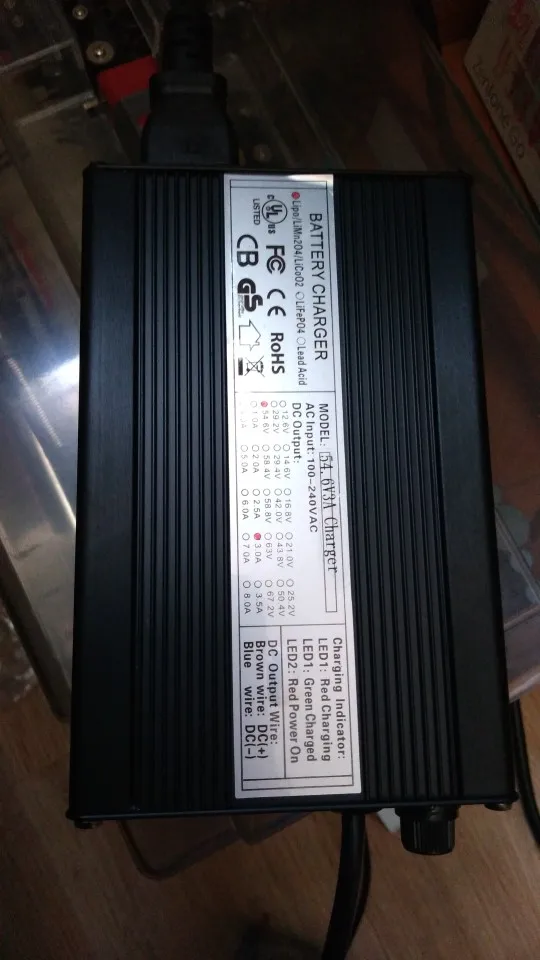 BATTERY CHARGER
Lipo/LiMn2O4/LiCoO2 ○LiFePO4 ○Lead Acid
C UL US LISTED FC CE RoHS
CB GS
MODEL: 54.6V3A Charger
AC Input:100-240VAC
DC Output:
○12.6V ○14.6V ○16.8V ○21.0V ○25.2V
○29.2V ○29.4V ○42.0V ○43.8V ○50.4V
54.6V ○58.4V ○58.8V ○63V ○67.2V
○1.0A ○2.0A ○2.5A 3.0A ○3.5A
○5.0A ○6.0A ○7.0A ○8.0A
Charging Indicator:
LED1: Red Charging
LED1: Green Charged
LED2: Red Power On
DC Output Wire:
Brown wire: DC(+)
Blue wire: DC(-)